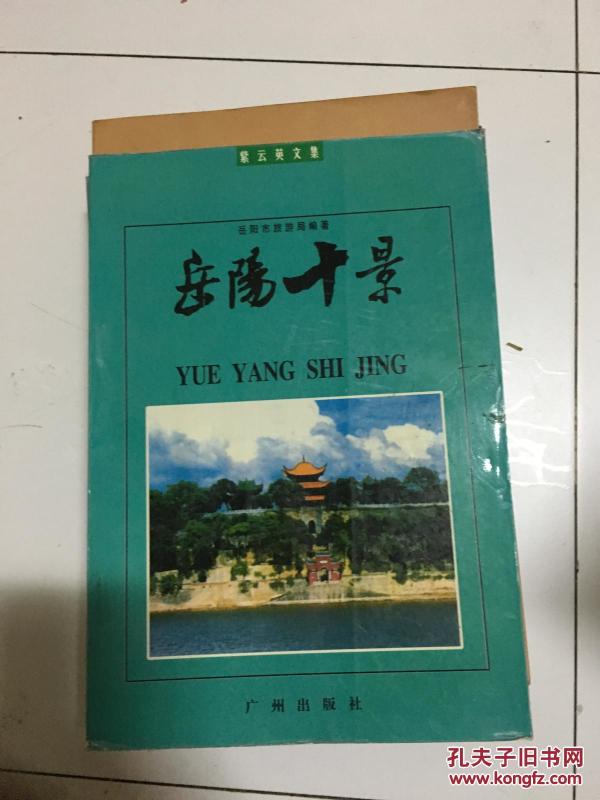 紫云英文集
岳阳市旅游局编著
岳陽十景
YUE YANG SHI JING
广州出版社
孔夫子旧书网
www.kongfz.com